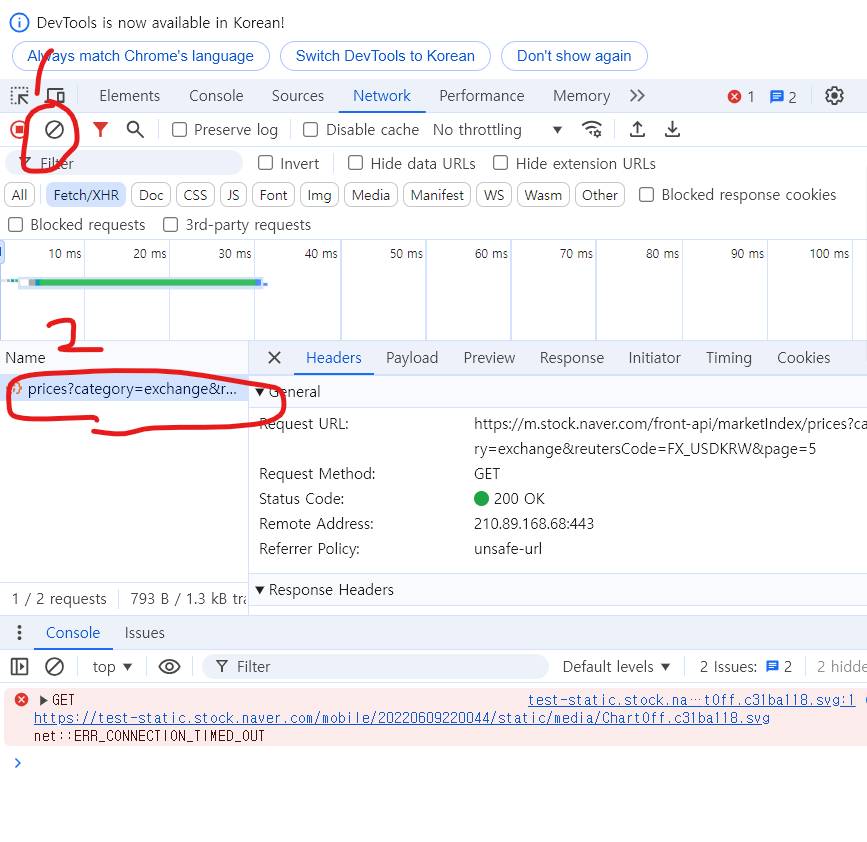 DevTools is now available in Korean!
Always match Chrome's language Switch DevTools to Korean Don't show again
Elements Console Sources Network Performance Memory 1 2
Preserve log Disable cache No throttling
Filter Invert Hide data URLs Hide extension URLs
All Fetch/XHR Doc CSS JS Font Img Media Manifest WS Wasm Other Blocked response cookies
Blocked requests 3rd-party requests
10 ms 20 ms 30 ms 40 ms 50 ms 60 ms 70 ms 80 ms 90 ms 100 ms
1
2
Name Headers Payload Preview Response Initiator Timing Cookies
prices?category=exchange&r...
General
Request URL: https://m.stock.naver.com/front-api/marketIndex/prices?ca
ry=exchange&reutersCode=FX_USDKRW&page=5
Request Method: GET
Status Code: 200 OK
Remote Address: 210.89.168.68:443
Referrer Policy: unsafe-url
Response Headers
1 / 2 requests 793 B / 1.3 kB tra
Console Issues
top Filter Default levels 2 Issues: 2 2 hidde
GET test-static.stock.na…tOff.c31ba118.svg:1
https://test-static.stock.naver.com/mobile/20220609220044/static/media/ChartOff.c31ba118.svg
net::ERR_CONNECTION_TIMED_OUT